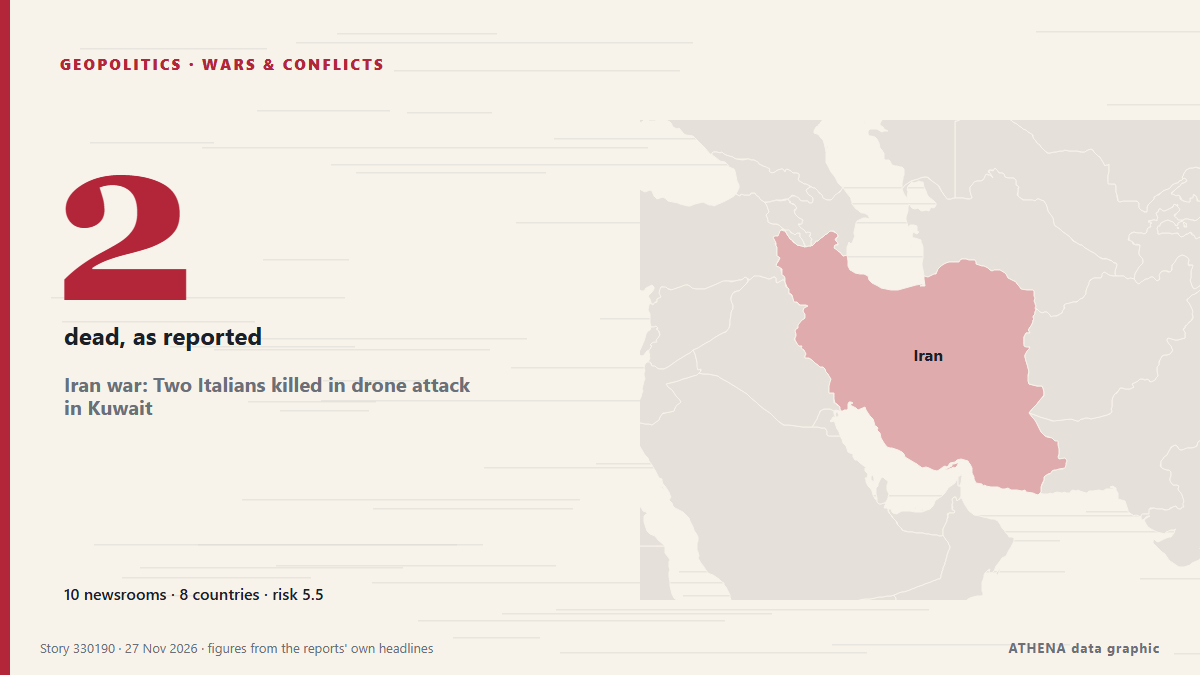 GEOPOLITICS · WARS & CONFLICTS
2
dead, as reported
Iran war: Two Italians killed in drone attack
in Kuwait
Iran
10 newsrooms · 8 countries · risk 5.5
Story 330190 · 27 Nov 2026 · figures from the reports' own headlines
ATHENA data graphic